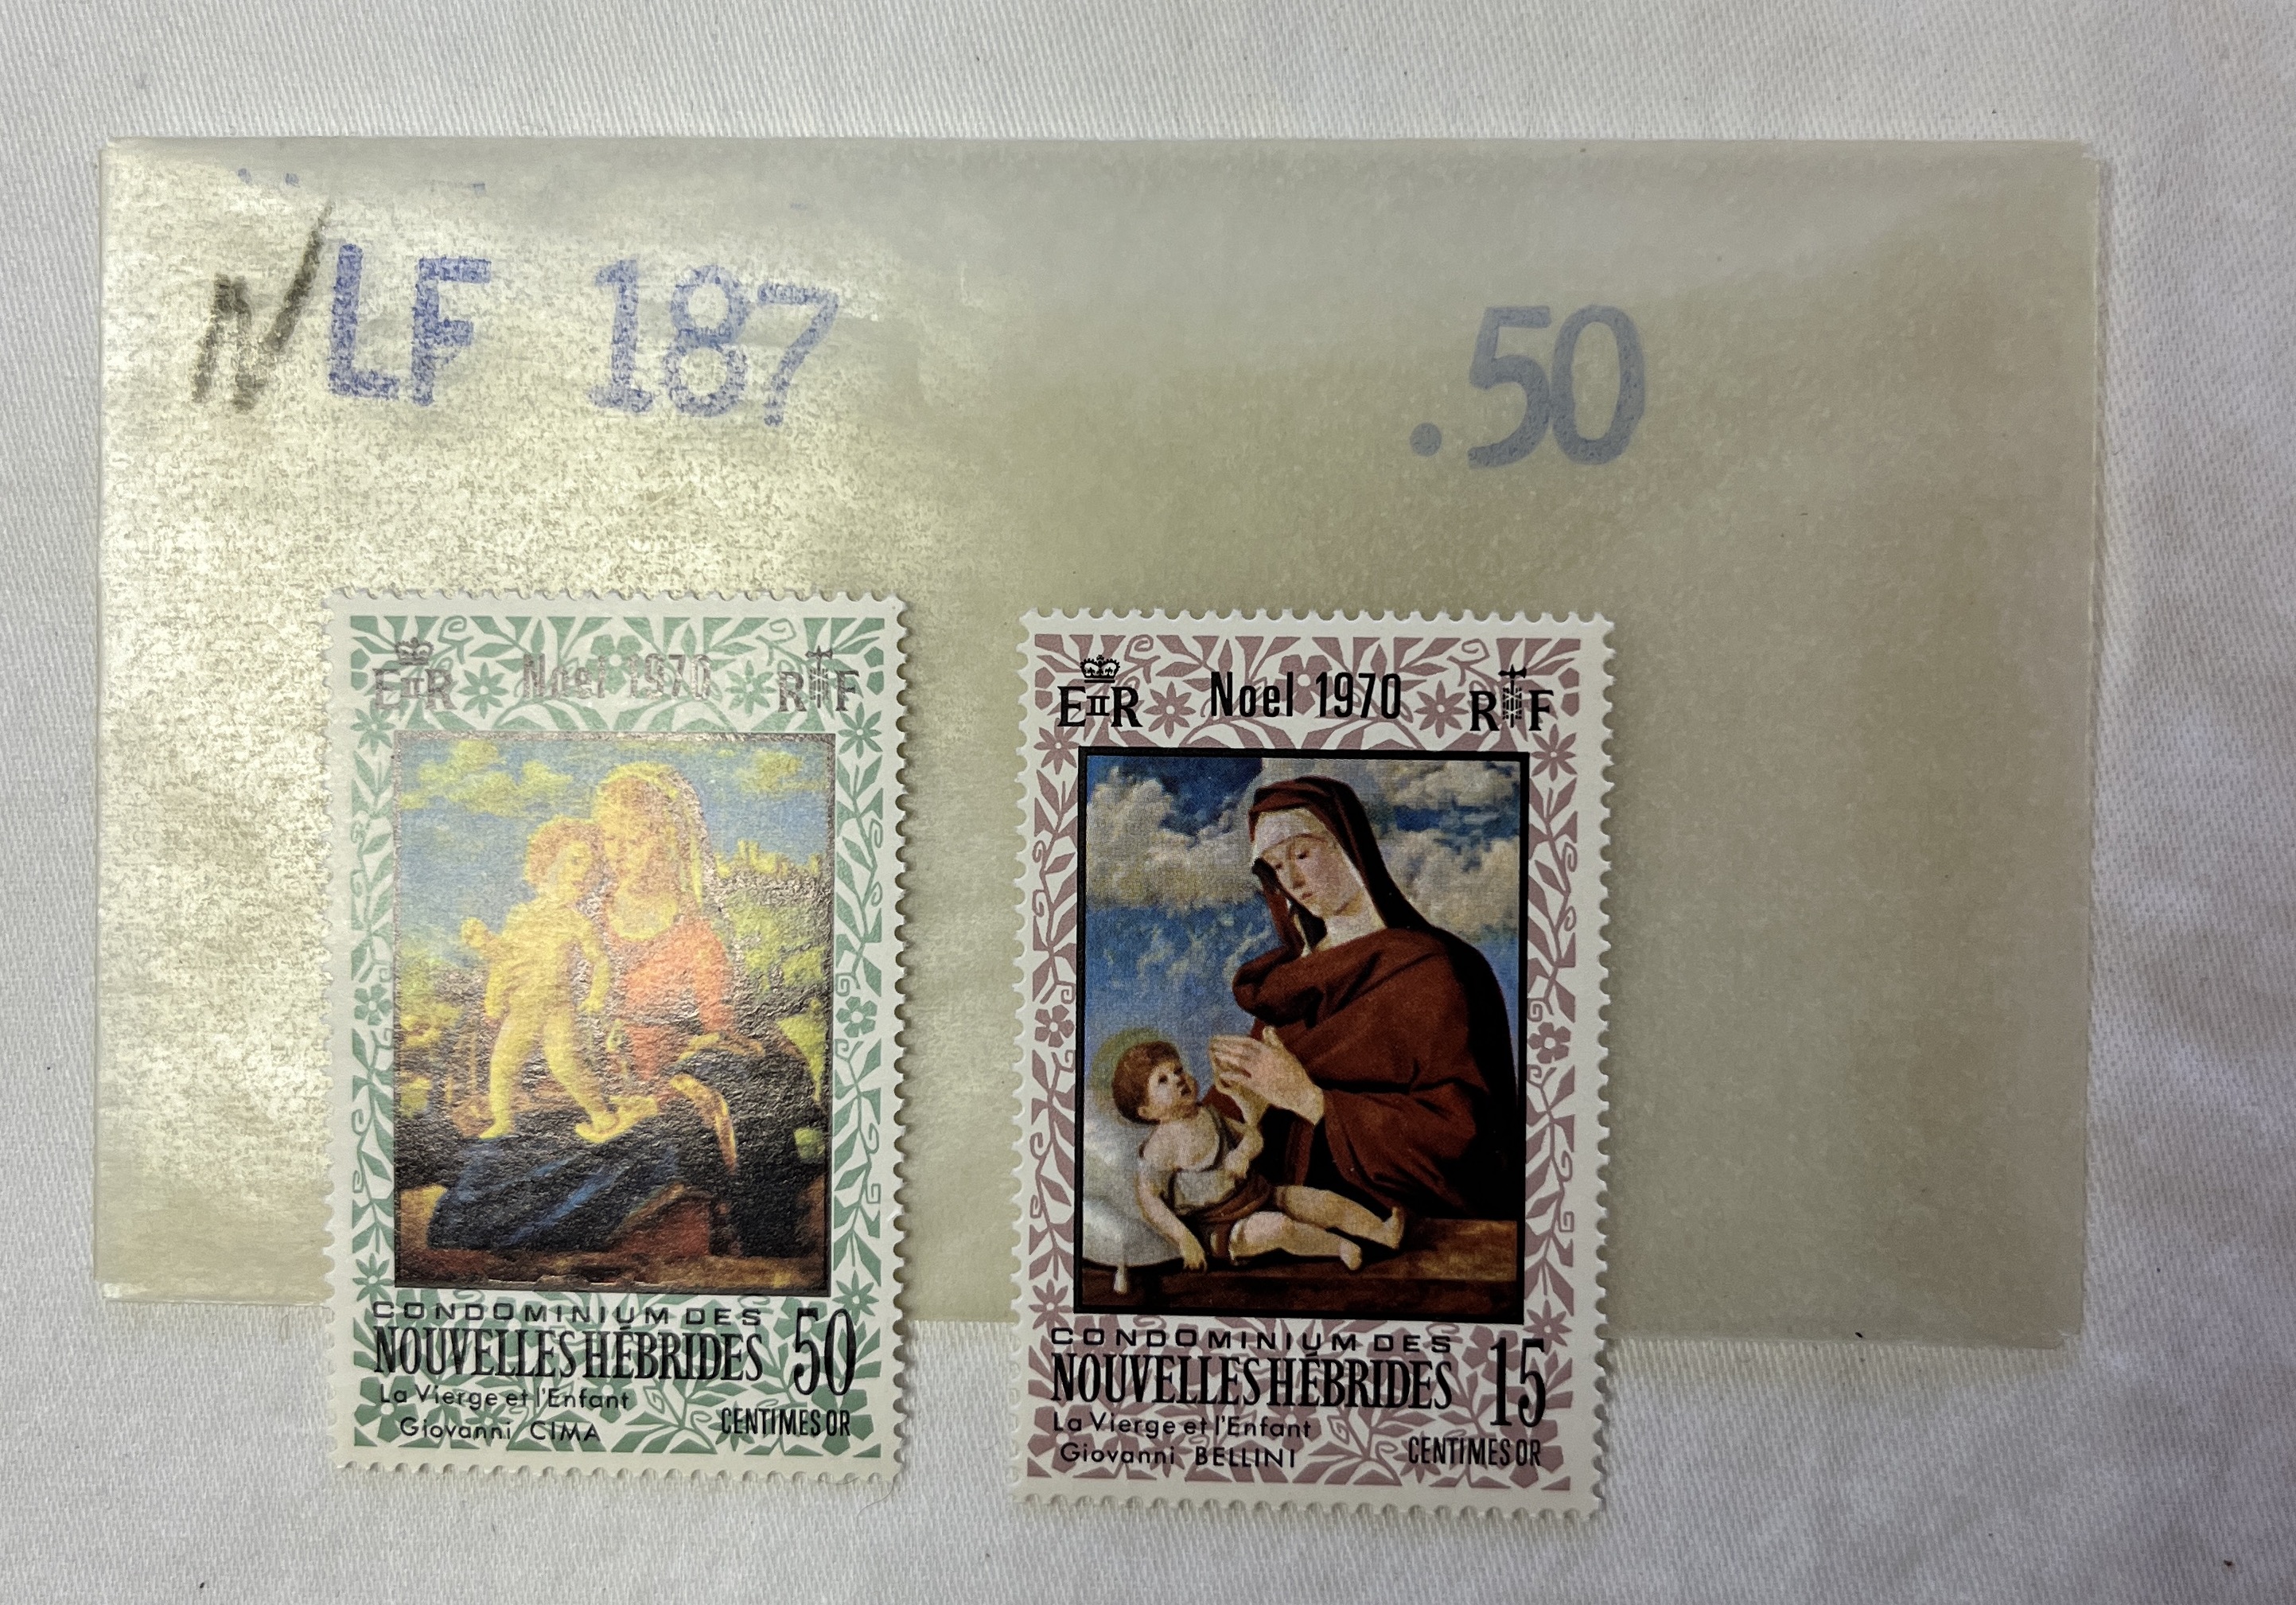 N/LF 187
.50
EIIR Noel 1970 RF
CONDOMINIUM DES
NOUVELLES HÉBRIDES 50
La Vierge et l'Enfant
Giovanni CIMA
CENTIMES OR
EIIR Noel 1970 RF
CONDOMINIUM DES
NOUVELLES HÉBRIDES 15
La Vierge et l'Enfant
Giovanni BELLINI
CENTIMES OR